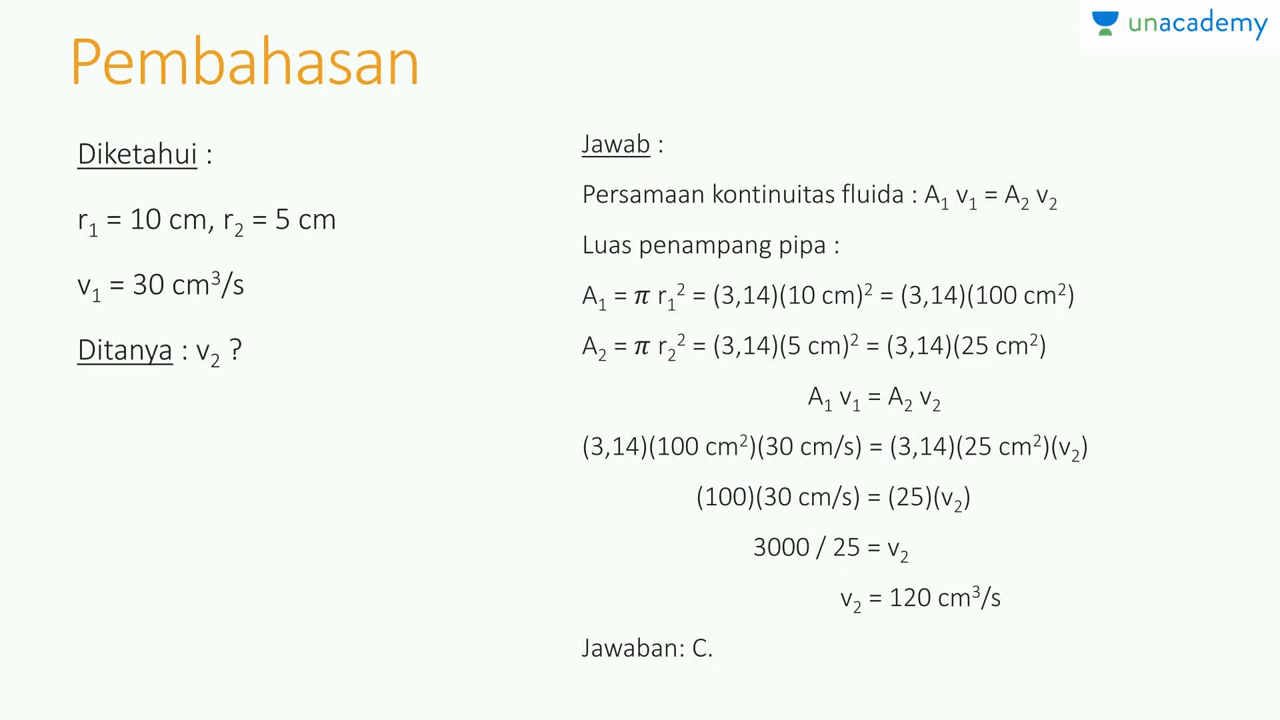 unacademy
Pembahasan
Diketahui :
r₁ = 10 cm, r₂ = 5 cm
v₁ = 30 cm³/s
Ditanya : v₂ ?
Jawab :
Persamaan kontinuitas fluida : A₁ v₁ = A₂ v₂
Luas penampang pipa :
A₁ = π r₁² = (3,14)(10 cm)² = (3,14)(100 cm²)
A₂ = π r₂² = (3,14)(5 cm)² = (3,14)(25 cm²)
A₁ v₁ = A₂ v₂
(3,14)(100 cm²)(30 cm/s) = (3,14)(25 cm²)(v₂)
(100)(30 cm/s) = (25)(v₂)
3000 / 25 = v₂
v₂ = 120 cm³/s
Jawaban: C.